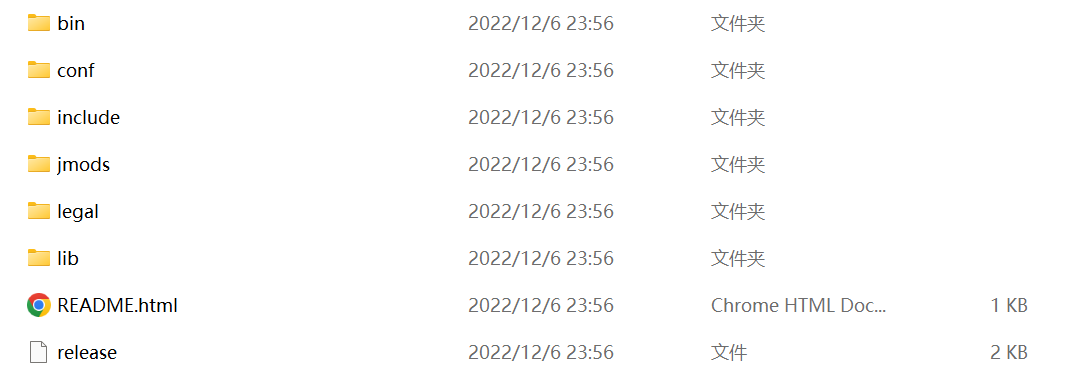 bin 2022/12/6 23:56 文件夹
conf 2022/12/6 23:56 文件夹
include 2022/12/6 23:56 文件夹
jmods 2022/12/6 23:56 文件夹
legal 2022/12/6 23:56 文件夹
lib 2022/12/6 23:56 文件夹
README.html 2022/12/6 23:56 Chrome HTML Doc... 1 KB
release 2022/12/6 23:56 文件 2 KB